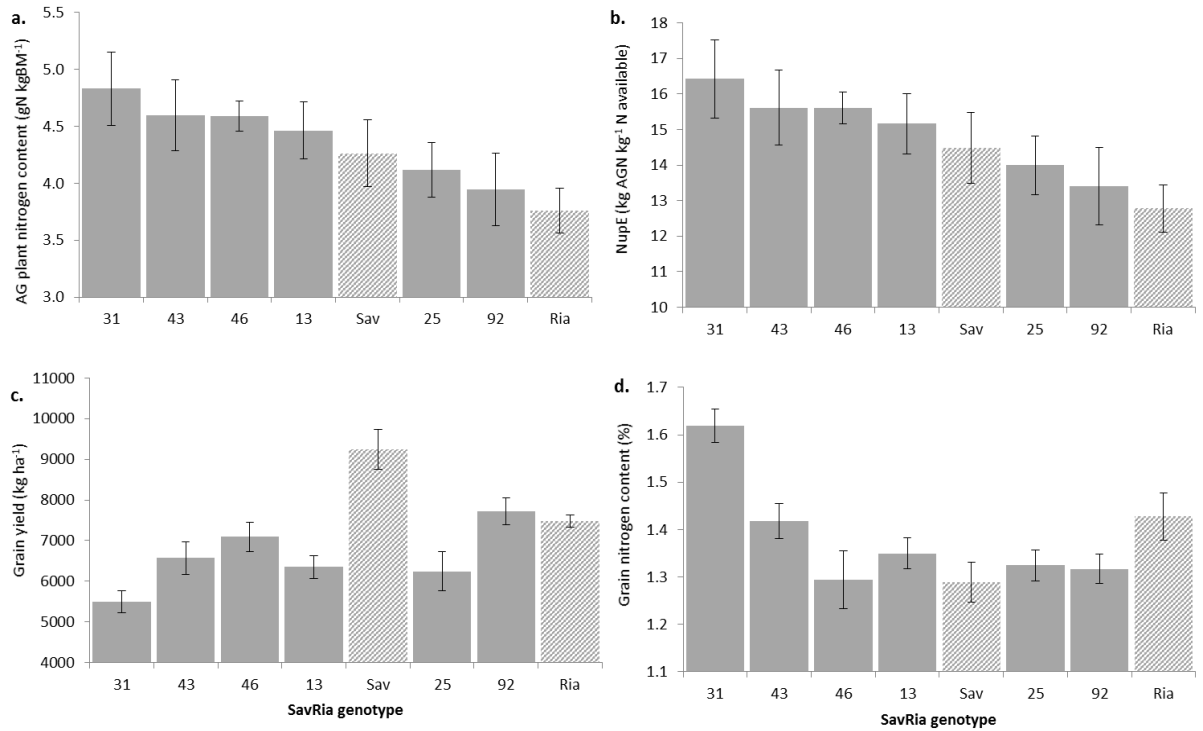 a.
AG plant nitrogen content (gN kgBM⁻¹)
5.5
5.0
4.5
4.0
3.5
3.0
31 43 46 13 Sav 25 92 Ria
b.
NupE (kg AGN kg⁻¹ N available)
18
17
16
15
14
13
12
11
10
31 43 46 13 Sav 25 92 Ria
c.
Grain yield (kg ha⁻¹)
11000
10000
9000
8000
7000
6000
5000
4000
31 43 46 13 Sav 25 92 Ria
SavRia genotype
d.
Grain nitrogen content (%)
1.7
1.6
1.5
1.4
1.3
1.2
1.1
31 43 46 13 Sav 25 92 Ria
SavRia genotype